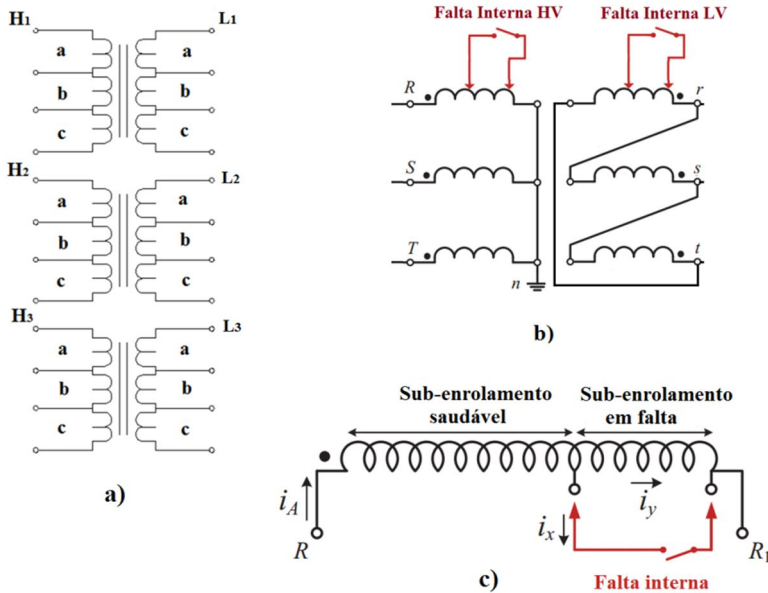 H1 L1
a a
b b
c c
H2 L2
a a
b b
c c
H3 L3
a a
b b
c c
a)
Falta Interna HV
Falta Interna LV
R
r
S
s
T
t
n
b)
Sub-enrolamento
saudável
Sub-enrolamento
em falta
iA
ix
iy
R
R1
Falta interna
c)